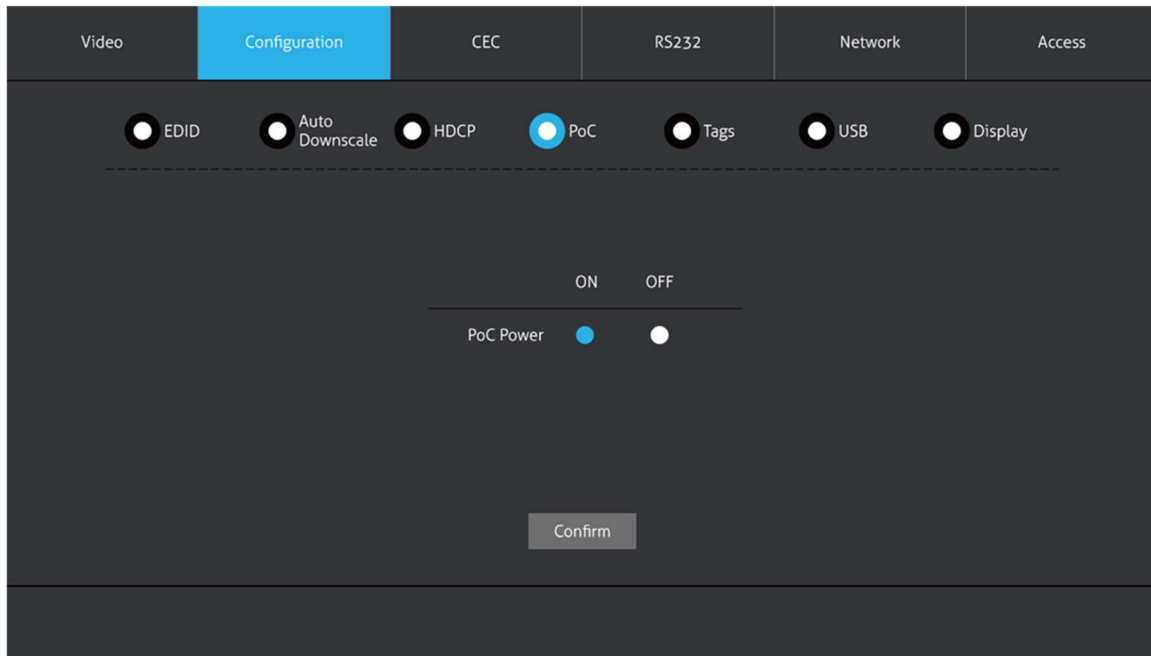 Video Configuration CEC RS232 Network Access
EDID Auto Downscale HDCP PoC Tags USB Display
ON OFF
PoC Power
Confirm